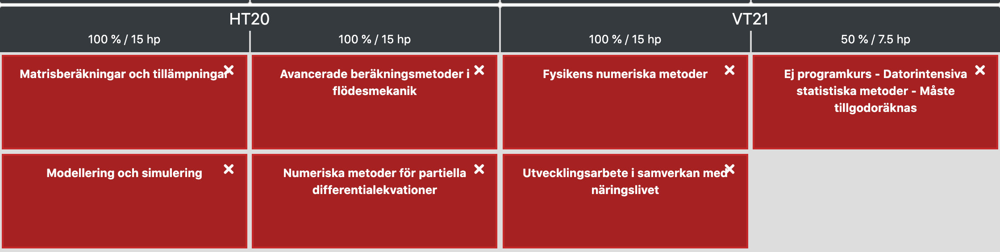 HT20
VT21
100 % / 15 hp
100 % / 15 hp
100 % / 15 hp
50 % / 7.5 hp
Matrisberäkningar och tillämpningar
Avancerade beräkningsmetoder i
flödesmekanik
Fysikens numeriska metoder
Ej programkurs - Datorintensiva
statistiska metoder - Måste
tillgodoräknas
Modellering och simulering
Numeriska metoder för partiella
differentialekvationer
Utvecklingsarbete i samverkan med
näringslivet